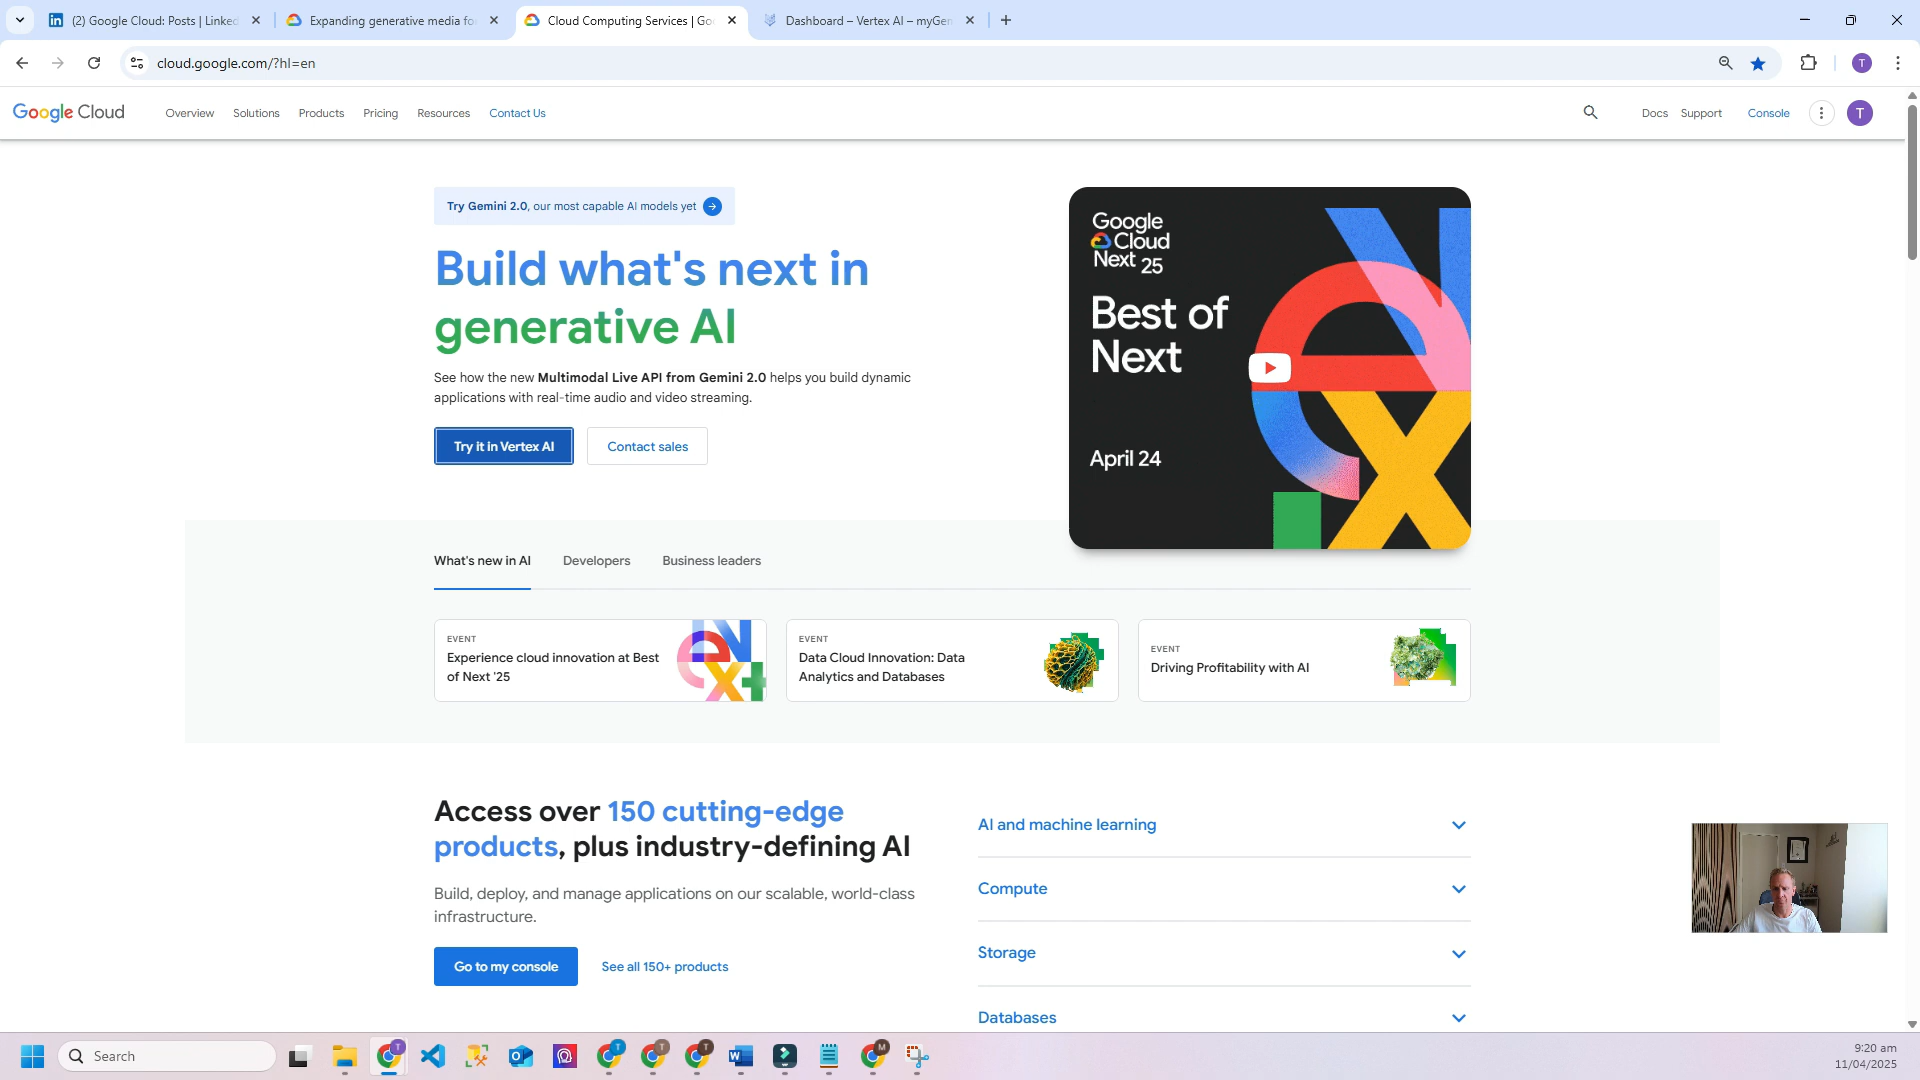 (2) Google Cloud: Posts | Linked
Expanding generative media fo
Cloud Computing Services | Go
Dashboard – Vertex AI – myGen
cloud.google.com/?hl=en
T
Google Cloud
Overview
Solutions
Products
Pricing
Resources
Contact Us
Docs
Support
Console
T
Try Gemini 2.0, our most capable AI models yet
Build what's next in
generative AI
See how the new Multimodal Live API from Gemini 2.0 helps you build dynamic
applications with real-time audio and video streaming.
Try it in Vertex AI
Contact sales
Google
Cloud
Next 25
Best of
Next
April 24
What's new in AI
Developers
Business leaders
EVENT
Experience cloud innovation at Best
of Next '25
EVENT
Data Cloud Innovation: Data
Analytics and Databases
EVENT
Driving Profitability with AI
Access over 150 cutting-edge
products, plus industry-defining AI
Build, deploy, and manage applications on our scalable, world-class
infrastructure.
Go to my console
See all 150+ products
AI and machine learning
Compute
Storage
Databases
Search
9:20 am
11/04/2025